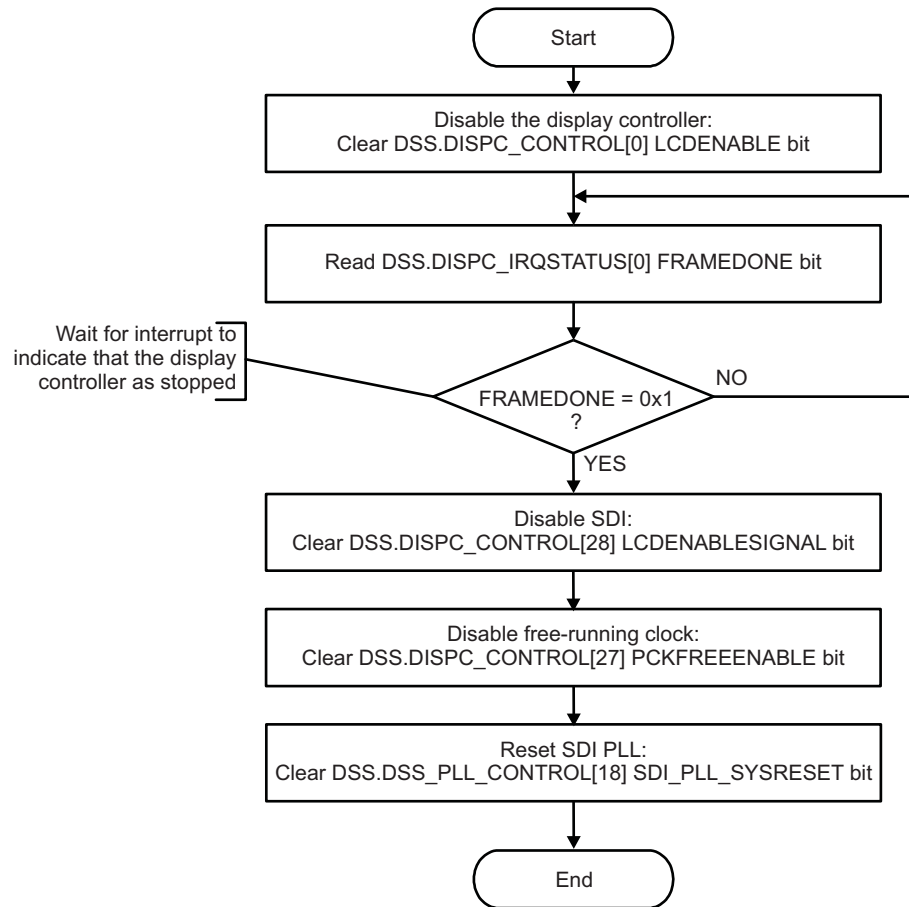 Start
Disable the display controller:
Clear DSS.DISPC_CONTROL[0] LCDENABLE bit
Read DSS.DISPC_IRQSTATUS[0] FRAMEDONE bit
Wait for interrupt to
indicate that the display
controller as stopped
FRAMEDONE = 0x1
?
NO
YES
Disable SDI:
Clear DSS.DISPC_CONTROL[28] LCDENABLESIGNAL bit
Disable free-running clock:
Clear DSS.DISPC_CONTROL[27] PCKFREEENABLE bit
Reset SDI PLL:
Clear DSS.DSS_PLL_CONTROL[18] SDI_PLL_SYSRESET bit
End